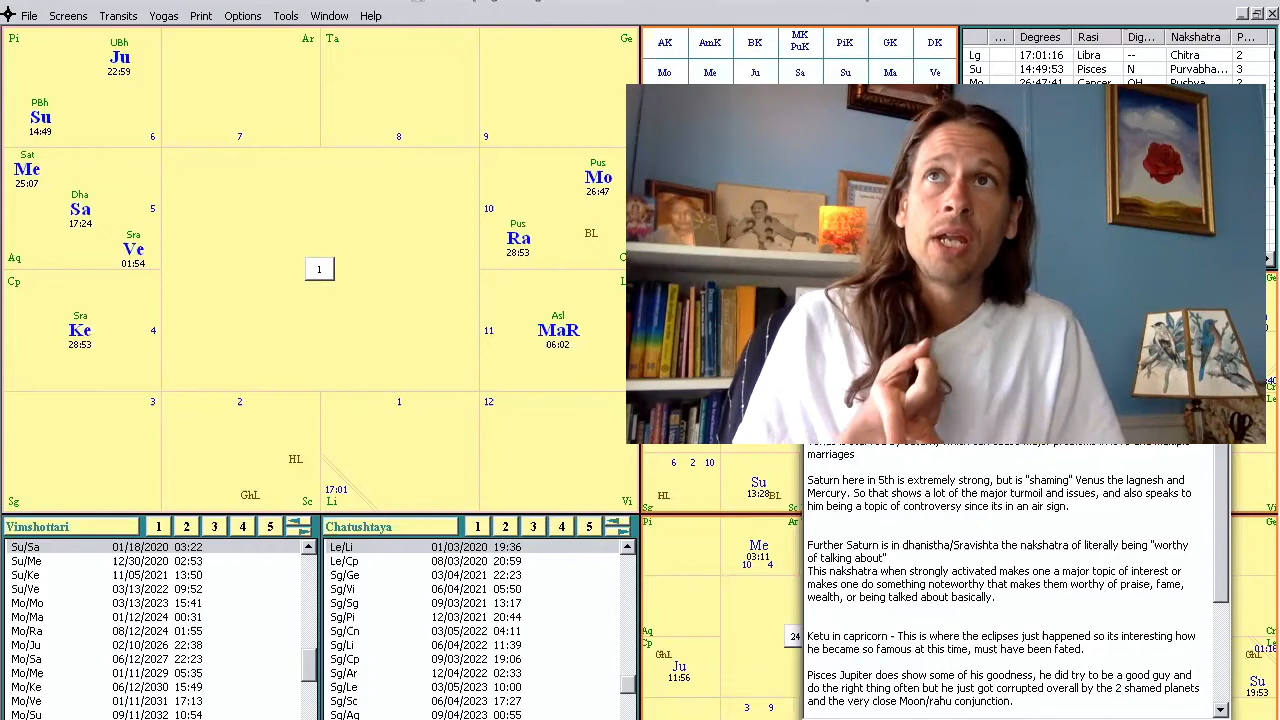 File Screens Transits Yogas Print Options Tools Window Help
Pi UBh Ar Ta Ge
Ju
22:59
PBh
Su
14:49
6 7 8 9
Sat Me 25:07
Dha Sa 17:24
Sra Ve 01:54
5
Aq
Pus Mo 26:47
10
Pus Ra 28:53
BL
1
Cp
Sra Ke 28:53
4
11
Asl MaR 06:02
3 2 1 12
HL
GhL
17:01
Sg Sc Li Vi
AK AmK BK MK PuK PiK GK DK
Mo Me Ju Sa Su Ma Ve
... Degrees Rasi Dig... Nakshatra P...
Lg 17:01:16 Libra -- Chitra 2
Su 14:49:53 Pisces N Purvabha... 3
Vimshottari 1 2 3 4 5
Su/Sa 01/18/2020 03:22
Su/Me 12/30/2020 03:28
Su/Ke 11/05/2021 13:50
Su/Ve 03/13/2022 09:52
Mo/Mo 03/13/2023 15:41
Mo/Ma 01/12/2024 00:31
Mo/Ra 08/12/2024 01:55
Mo/Ju 02/10/2026 22:38
Mo/Sa 06/12/2027 22:23
Mo/Me 01/11/2029 05:35
Mo/Ke 06/12/2030 15:43
Mo/Ve 01/11/2031 17:13
Mo/Su 09/11/2032 10:54
Chatushtaya 1 2 3 4 5
Le/Li 01/03/2020 19:36
Le/Cp 08/03/2020 20:59
Sg/Ge 03/04/2021 22:23
Sg/Vi 06/04/2021 05:50
Sg/Sg 09/03/2021 13:17
Sg/Pi 12/03/2021 20:44
Sg/Cn 03/05/2022 04:11
Sg/Li 06/04/2022 11:39
Sg/Cp 09/03/2022 19:06
Sg/Ar 12/04/2022 02:33
Sg/Le 03/05/2023 10:00
Sg/Sc 06/04/2023 17:27
Sg/Aq 09/04/2023 00:55
6 2 10
HL
Su
13:28
BL
Sc
Pi Ar
Me
03:11
10 4
Aq
Cp
24
GhL
Ju
11:56
3 9
marriages
Saturn here in 5th is extremely strong, but is "shaming" Venus the lagnesh and
Mercury. So that shows a lot of the major turmoil and issues. It also speaks to
him being a topic of controversy since its in an air sign.
Further Saturn is in dhanistha/Srashhta the nakshatra of literally being "worthy
of talking about"
This nakshatra when strongly activated makes one a major topic of interest or
makes one do something noteworthy that makes them worthy of praise, fame,
wealth, or being talked about basically.
Ketu in capricorn - This is where the eclipses just happened so its interesting how
he became so famous at this time, must have been fated.
Pisces Jupiter does show some of his goodness, he did try to be a good guy and
do the right thing often but he just got corrupted overall by the 2 shamed planets
and the very close Moon/rahu conjunction.
Ge
Vi
GhL
Su
19:53